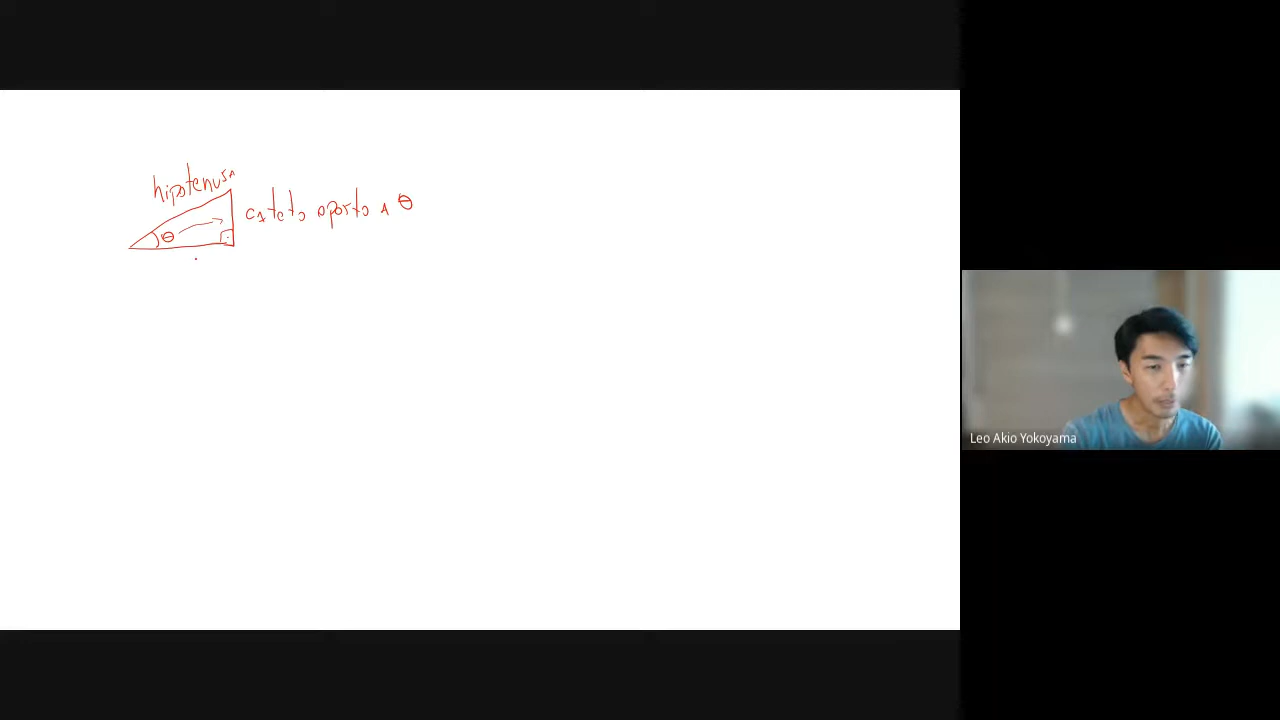 hipotenusa
cateto oposto a θ
θ
Leo Akio Yokoyama